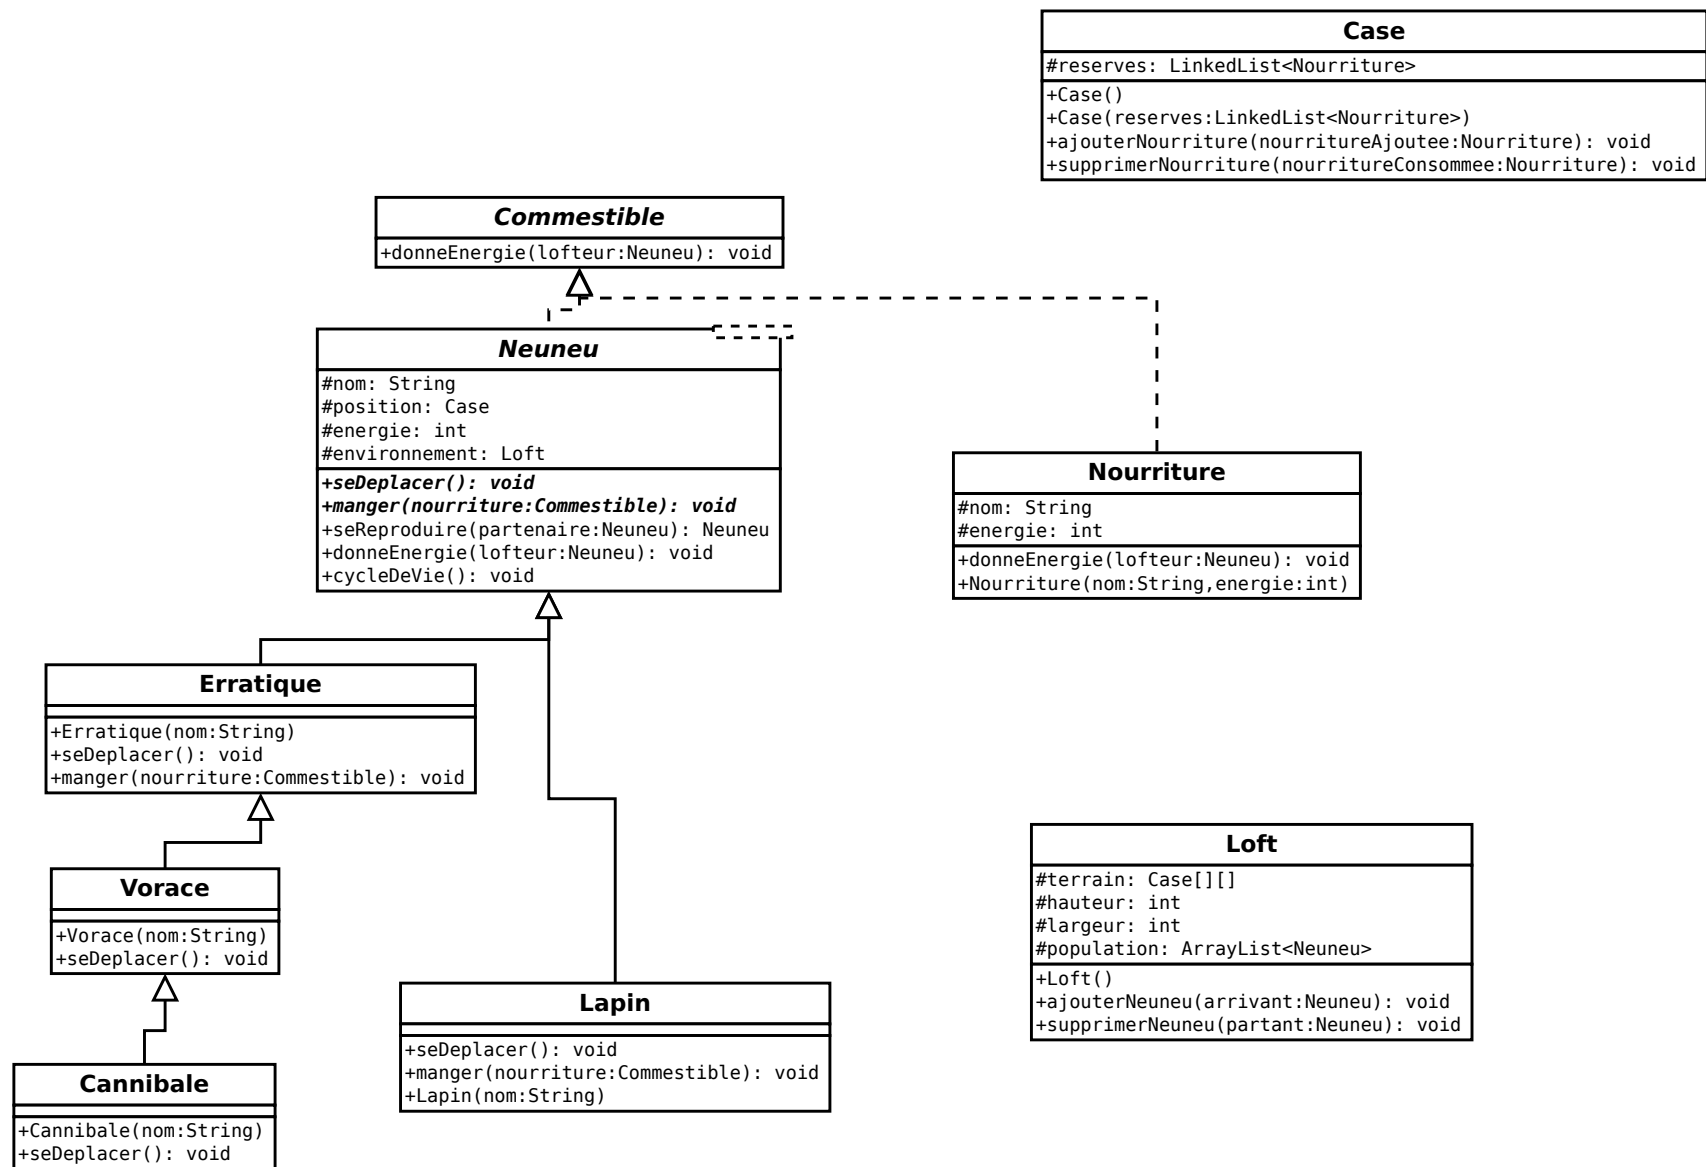 Case
#reserves: LinkedList<Nourriture>
+Case()
+Case(reserves:LinkedList<Nourriture>)
+ajouterNourriture(nourritureAjoutee:Nourriture): void
+supprimerNourriture(nourritureConsommee:Nourriture): void
Commestible
+donneEnergie(lofteur:Neuneu): void
Neuneu
#nom: String
#position: Case
#energie: int
#environnement: Loft
+seDeplacer(): void
+manger(nourriture:Commestible): void
+seReproduire(partenaire:Neuneu): Neuneu
+donneEnergie(lofteur:Neuneu): void
+cycleDeVie(): void
Nourriture
#nom: String
#energie: int
+donneEnergie(lofteur:Neuneu): void
+Nourriture(nom:String,energie:int)
Erratique
+Erratique(nom:String)
+seDeplacer(): void
+manger(nourriture:Commestible): void
Vorace
+Vorace(nom:String)
+seDeplacer(): void
Loft
#terrain: Case[][]
#hauteur: int
#largeur: int
#population: ArrayList<Neuneu>
+Loft()
+ajouterNeuneu(arrivant:Neuneu): void
+supprimerNeuneu(partant:Neuneu): void
Lapin
+seDeplacer(): void
+manger(nourriture:Commestible): void
+Lapin(nom:String)
Cannibale
+Cannibale(nom:String)
+seDeplacer(): void